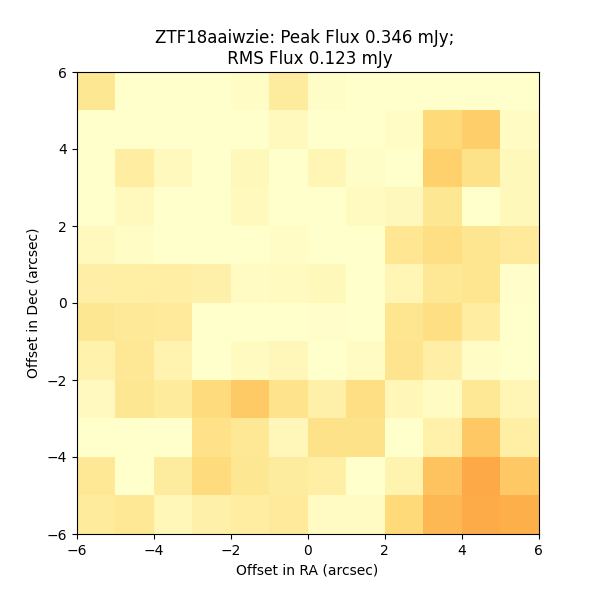 ZTF18aaiwzie: Peak Flux 0.346 mJy;
RMS Flux 0.123 mJy
6
4
2
0
−2
−4
−6
Offset in Dec (arcsec)
−6 −4 −2 0 2 4 6
Offset in RA (arcsec)